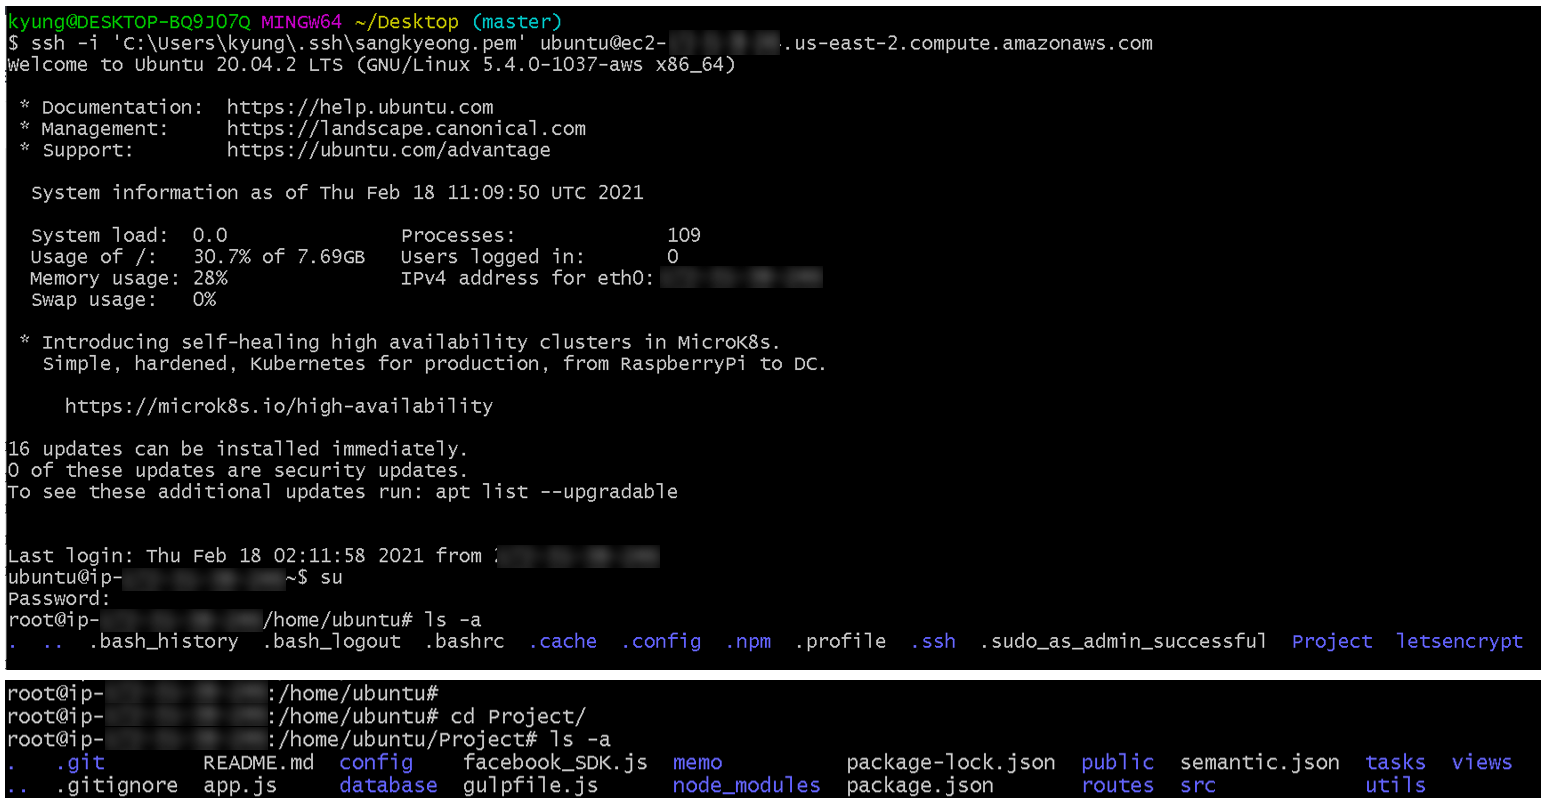 kyung@DESKTOP-BQ9J07Q MINGW64 ~/Desktop (master)
$ ssh -i 'C:\Users\kyung\.ssh\sangkyeong.pem' ubuntu@ec2- .us-east-2.compute.amazonaws.com
Welcome to Ubuntu 20.04.2 LTS (GNU/Linux 5.4.0-1037-aws x86_64)
* Documentation: https://help.ubuntu.com
* Management: https://landscape.canonical.com
* Support: https://ubuntu.com/advantage
System information as of Thu Feb 18 11:09:50 UTC 2021
System load: 0.0 Processes: 109
Usage of /: 30.7% of 7.69GB Users logged in: 0
Memory usage: 28% IPv4 address for eth0:
Swap usage: 0%
* Introducing self-healing high availability clusters in MicroK8s.
Simple, hardened, Kubernetes for production, from RaspberryPi to DC.
https://microk8s.io/high-availability
16 updates can be installed immediately.
0 of these updates are security updates.
To see these additional updates run: apt list --upgradable
Last login: Thu Feb 18 02:11:58 2021 from
ubuntu@ip- ~$ su
Password:
root@ip- /home/ubuntu# ls -a
. .. .bash_history .bash_logout .bashrc .cache .config .npm .profile .ssh .sudo_as_admin_successful Project letsencrypt
root@ip- :/home/ubuntu#
root@ip- :/home/ubuntu# cd Project/
root@ip- :/home/ubuntu/Project# ls -a
. .git README.md config facebook_SDK.js memo package-lock.json public semantic.json tasks views
.. .gitignore app.js database gulpfile.js node_modules package.json routes src utils